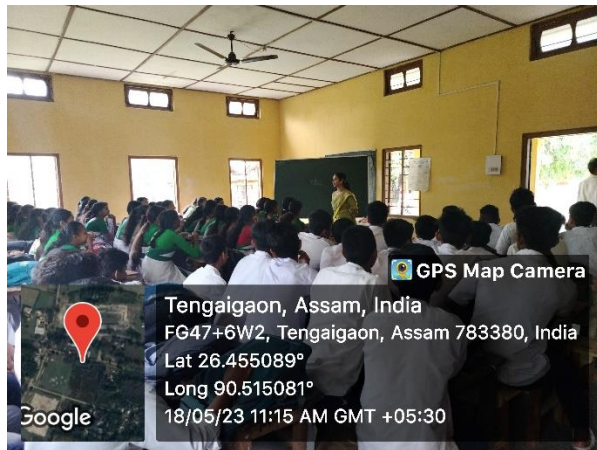 GPS Map Camera
Tengaigaon, Assam, India
FG47+6W2, Tengaigaon, Assam 783380, India
Lat 26.455089°
Long 90.515081°
18/05/23 11:15 AM GMT +05:30
Google